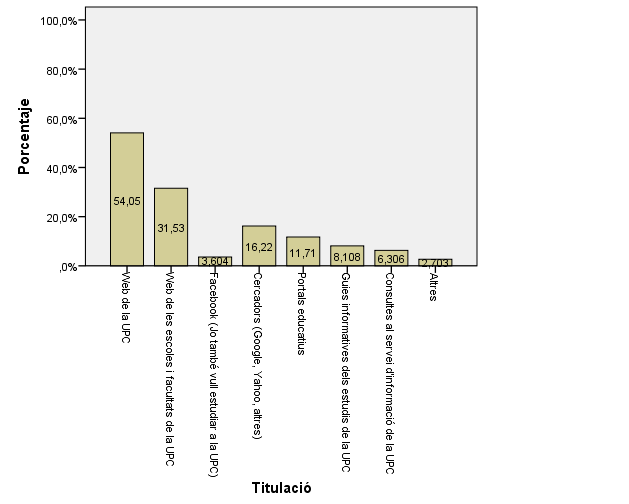 100,0%
80,0%
60,0%
40,0%
20,0%
,0%
Porcentaje
54,05
31,53
3,604
16,22
11,71
8,108
6,306
2,703
Web de la UPC
Web de les escoles i facultats de la UPC
Facebook (Jo també vull estudiar a la UPC)
Cercadors (Google, Yahoo, altres)
Portals educatius
Guies informatives dels estudis de la UPC
Consultes al servei d'informació de la UPC
Altres
Titulació